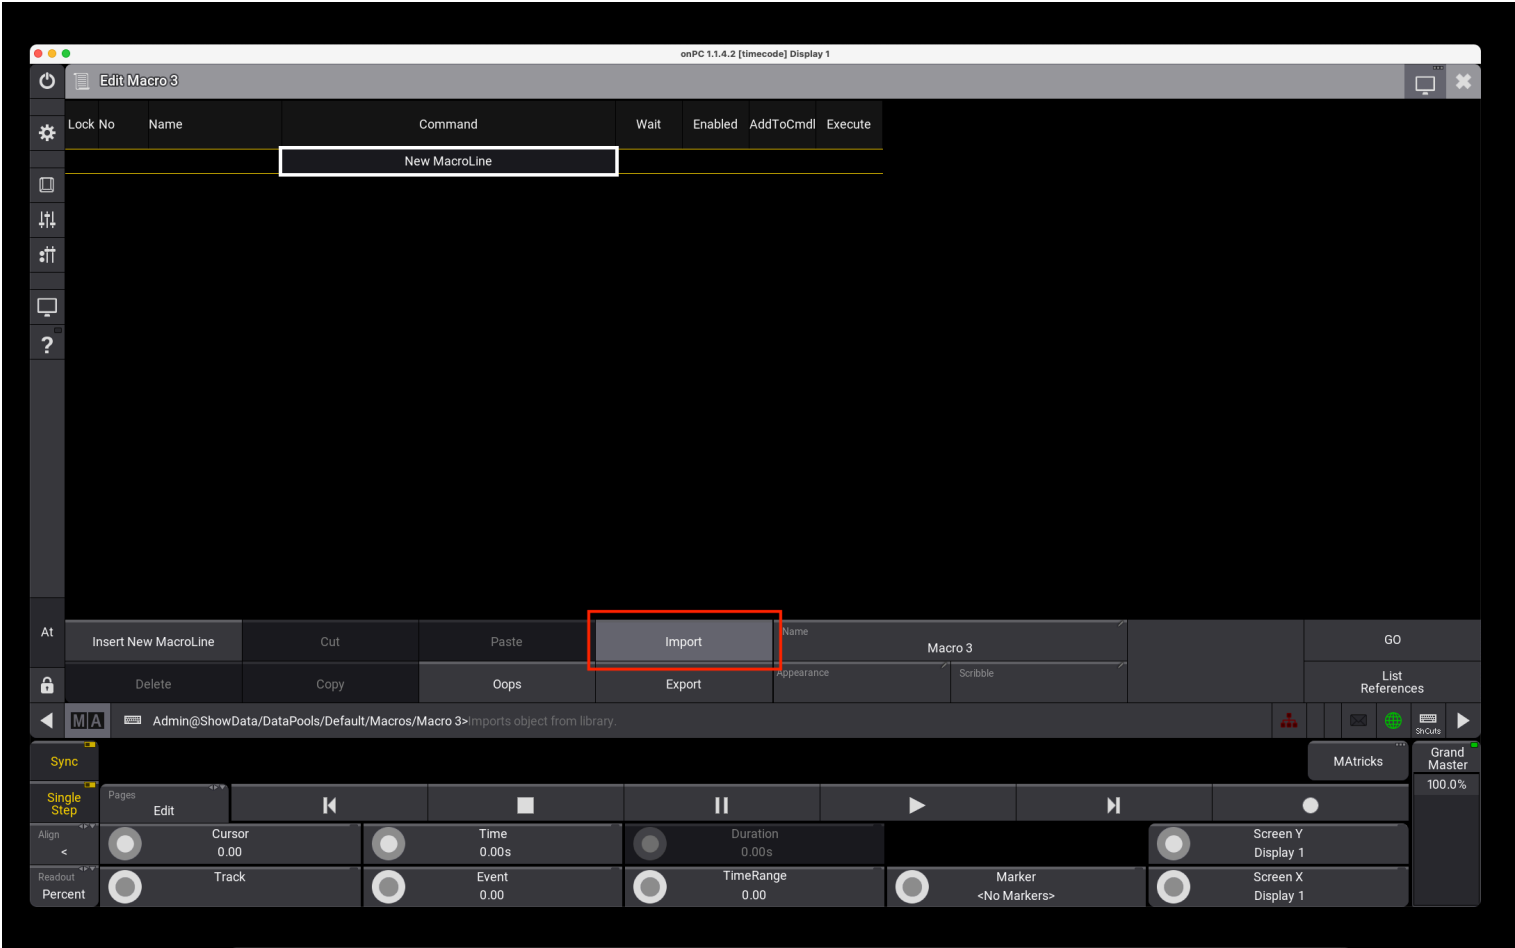 onPC 1.1.4.2 [timecode] Display 1
Edit Macro 3
Lock No Name Command Wait Enabled AddToCmdl Execute
New MacroLine
?
At
Insert New MacroLine Cut Paste Import Name Macro 3 GO
Delete Copy Oops Export Appearance Scribble List
References
MA Admin@ShowData/DataPools/Default/Macros/Macro 3>Imports object from library. ShCuts
Sync MAtricks Grand
Master
100.0%
Single
Step
Pages
Edit
Align
<
Cursor
0.00
Time
0.00s
Duration
0.00s
Screen Y
Display 1
Readout
Percent
Track
Event
0.00
TimeRange
0.00
Marker
<No Markers>
Screen X
Display 1